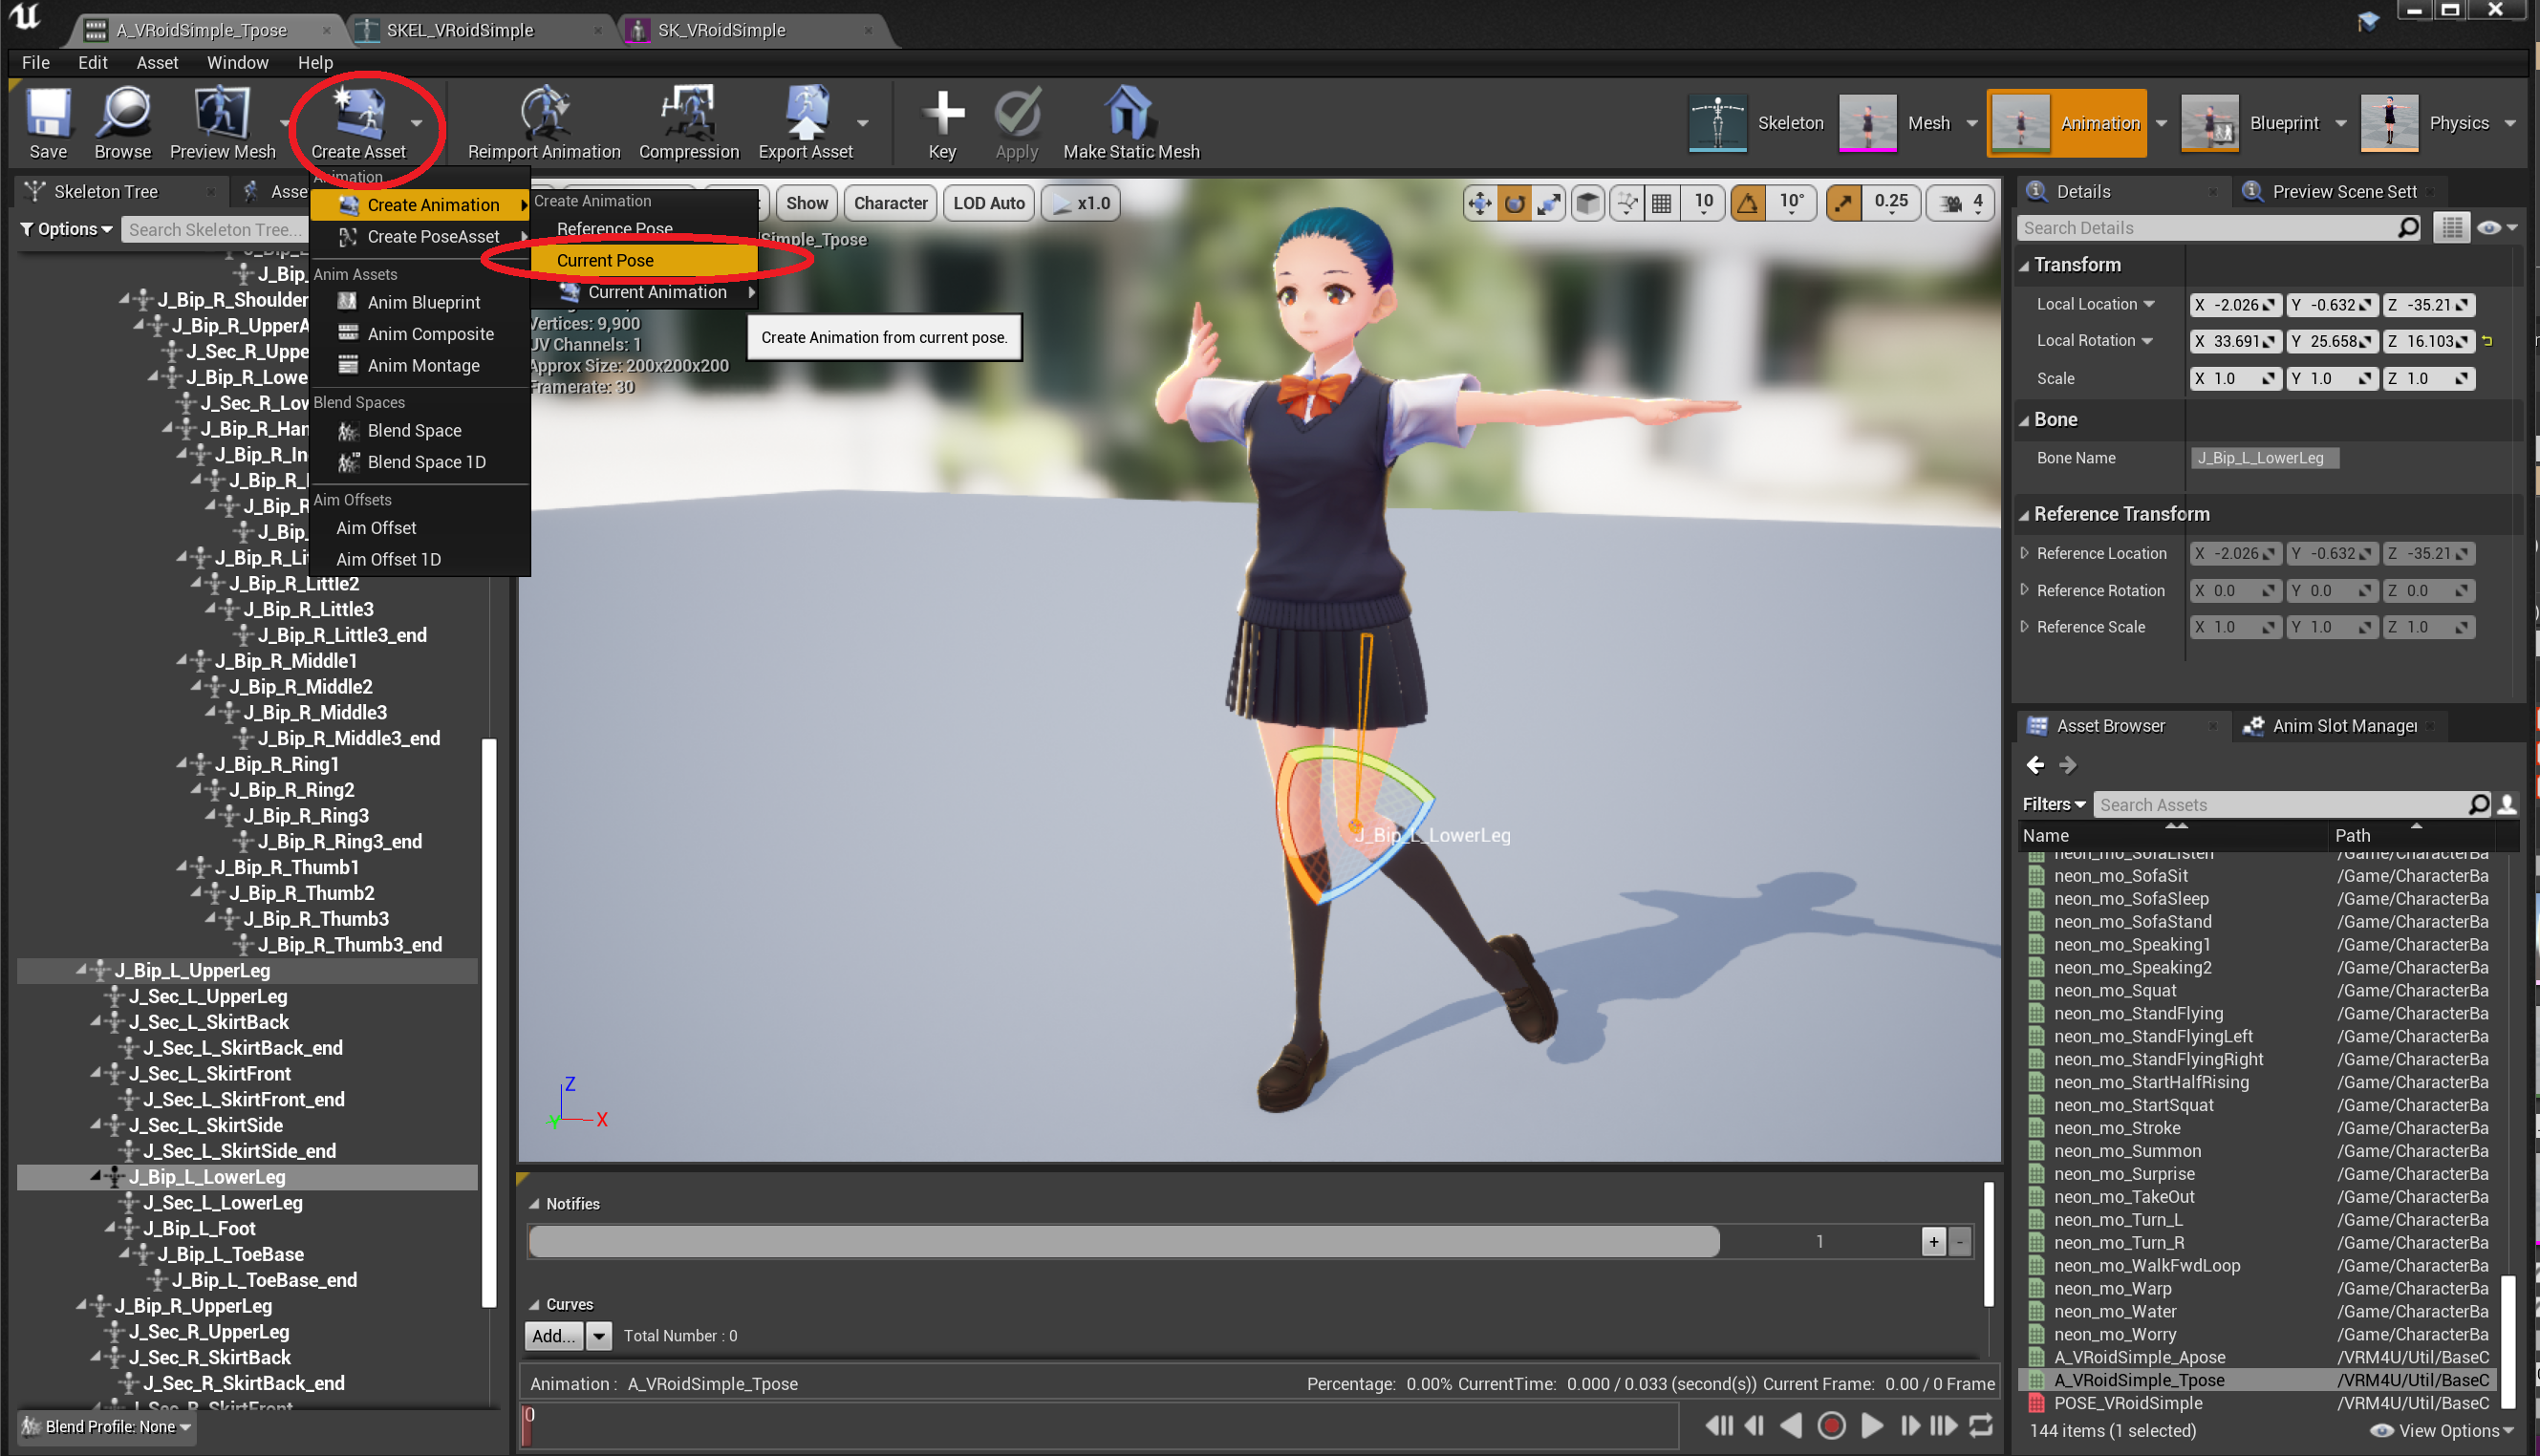 A_VRoidSimple_Tpose
SKEL_VRoidSimple
SK_VRoidSimple
File Edit Asset Window Help
Save
Browse
Preview Mesh
Create Asset
Reimport Animation
Compression
Export Asset
Key
Apply
Make Static Mesh
Skeleton
Mesh
Animation
Blueprint
Physics
Skeleton Tree
Options
Search Skeleton Tree...
Animation
Create Animation
Create PoseAsset
Anim Assets
Anim Blueprint
Anim Composite
Anim Montage
Blend Spaces
Blend Space
Blend Space 1D
Aim Offsets
Aim Offset
Aim Offset 1D
Create Animation
Reference Pose
Current Pose
Current Animation
Create Animation from current pose.
Show
Character
LOD Auto
x1.0
10
10°
0.25
4
Simple_Tpose
Vertices: 9,900
UV Channels: 1
Approx Size: 200x200x200
Framerate: 30
J_Bip_
J_Bip_R_Shoulder
J_Bip_R_UpperA
J_Sec_R_Uppe
J_Bip_R_Lowe
J_Sec_R_Low
J_Bip_R_Han
J_Bip_R_In
J_Bip_R_I
J_Bip_R
J_Bip_
J_Bip_R_Lit
J_Bip_R_Little2
J_Bip_R_Little3
J_Bip_R_Little3_end
J_Bip_R_Middle1
J_Bip_R_Middle2
J_Bip_R_Middle3
J_Bip_R_Middle3_end
J_Bip_R_Ring1
J_Bip_R_Ring2
J_Bip_R_Ring3
J_Bip_R_Ring3_end
J_Bip_R_Thumb1
J_Bip_R_Thumb2
J_Bip_R_Thumb3
J_Bip_R_Thumb3_end
J_Bip_L_UpperLeg
J_Sec_L_UpperLeg
J_Sec_L_SkirtBack
J_Sec_L_SkirtBack_end
J_Sec_L_SkirtFront
J_Sec_L_SkirtFront_end
J_Sec_L_SkirtSide
J_Sec_L_SkirtSide_end
J_Bip_L_LowerLeg
J_Sec_L_LowerLeg
J_Bip_L_Foot
J_Bip_L_ToeBase
J_Bip_L_ToeBase_end
J_Bip_R_UpperLeg
J_Sec_R_UpperLeg
J_Sec_R_SkirtBack
J_Sec_R_SkirtBack_end
Blend Profile: None
J_Bip_L_LowerLeg
Z
Y
X
Notifies
1
+
-
Curves
Add...
Total Number : 0
Animation : A_VRoidSimple_Tpose
Percentage: 0.00% CurrentTime: 0.000 / 0.033 (second(s)) Current Frame: 0.00 / 0 Frame
0
Details
Preview Scene Sett
Search Details
Transform
Local Location X -2.026 Y -0.632 Z -35.21
Local Rotation X 33.691 Y 25.658 Z 16.103
Scale X 1.0 Y 1.0 Z 1.0
Bone
Bone Name J_Bip_L_LowerLeg
Reference Transform
Reference Location X -2.026 Y -0.632 Z -35.21
Reference Rotation X 0.0 Y 0.0 Z 0.0
Reference Scale X 1.0 Y 1.0 Z 1.0
Asset Browser
Anim Slot Manager
Filters
Search Assets
Name Path
neon_mo_SofaListen /Game/CharacterBa
neon_mo_SofaSit /Game/CharacterBa
neon_mo_SofaSleep /Game/CharacterBa
neon_mo_SofaStand /Game/CharacterBa
neon_mo_Speaking1 /Game/CharacterBa
neon_mo_Speaking2 /Game/CharacterBa
neon_mo_Squat /Game/CharacterBa
neon_mo_StandFlying /Game/CharacterBa
neon_mo_StandFlyingLeft /Game/CharacterBa
neon_mo_StandFlyingRight /Game/CharacterBa
neon_mo_StartHalfRising /Game/CharacterBa
neon_mo_StartSquat /Game/CharacterBa
neon_mo_Stroke /Game/CharacterBa
neon_mo_Summon /Game/CharacterBa
neon_mo_Surprise /Game/CharacterBa
neon_mo_TakeOut /Game/CharacterBa
neon_mo_Turn_L /Game/CharacterBa
neon_mo_Turn_R /Game/CharacterBa
neon_mo_WalkFwdLoop /Game/CharacterBa
neon_mo_Warp /Game/CharacterBa
neon_mo_Water /Game/CharacterBa
neon_mo_Worry /Game/CharacterBa
A_VRoidSimple_Apose /VRM4U/Util/BaseC
A_VRoidSimple_Tpose /VRM4U/Util/BaseC
POSE_VRoidSimple /VRM4U/Util/BaseC
144 items (1 selected)
View Options